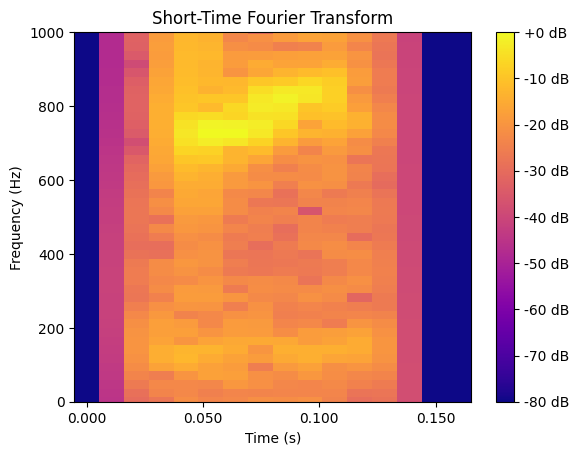 Short-Time Fourier Transform
Frequency (Hz)
1000
800
600
400
200
0
0.000
0.050
0.100
0.150
Time (s)
+0 dB
-10 dB
-20 dB
-30 dB
-40 dB
-50 dB
-60 dB
-70 dB
-80 dB